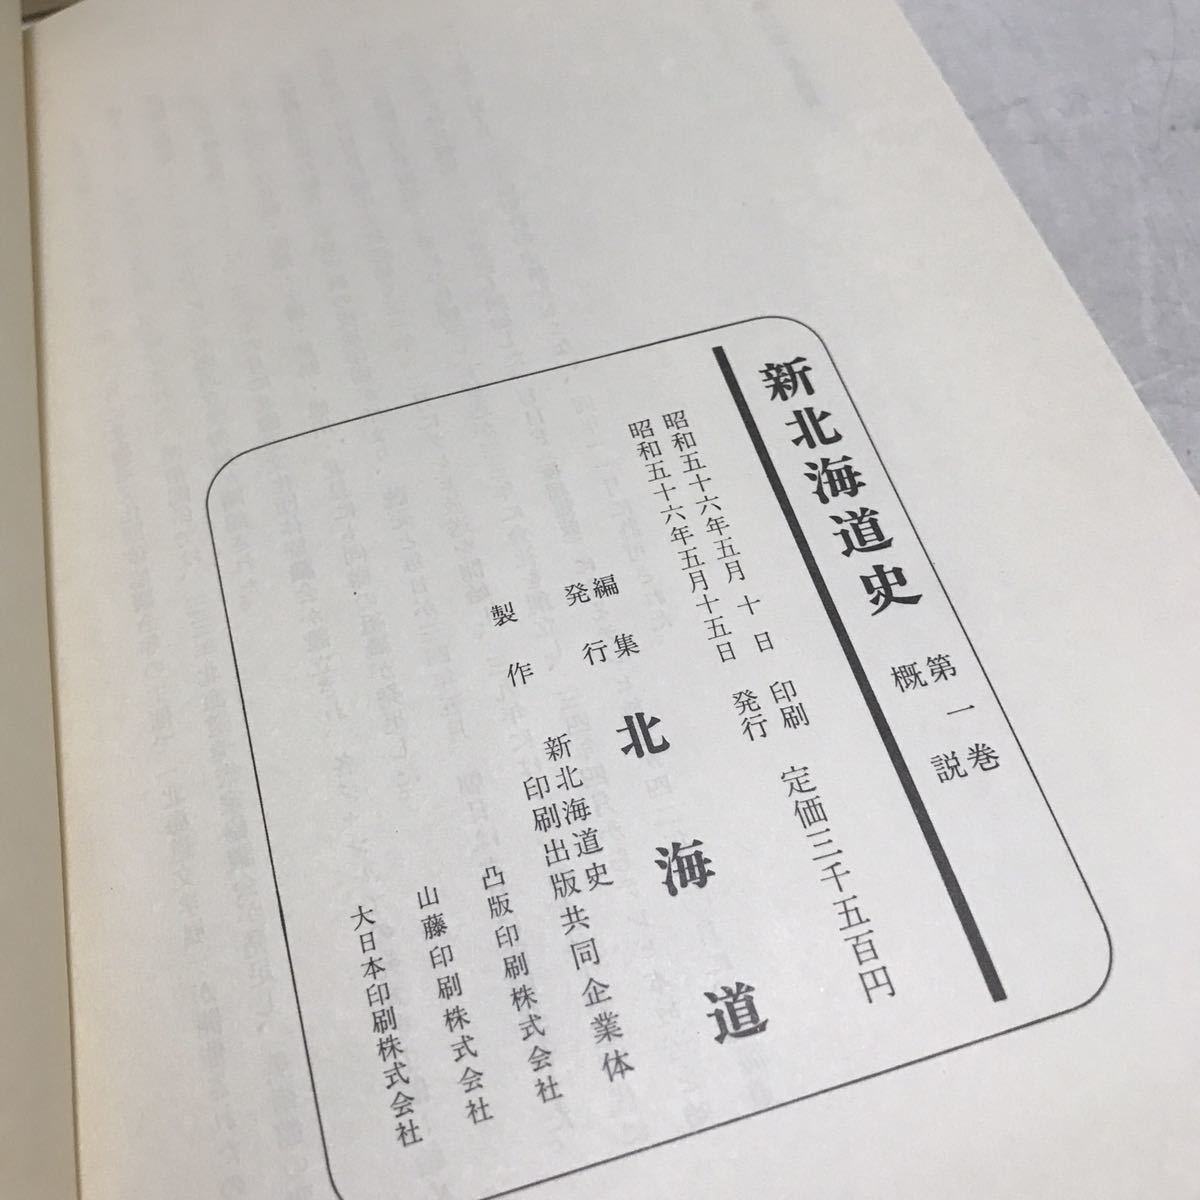 新北海道史
第一巻
概説
昭和五十六年五月十日 印刷
昭和五十六年五月十五日 発行
定価三千五百円
編集
発行
北海道
製作
新北海道史
印刷出版共同企業体
凸版印刷株式会社
山藤印刷株式会社
大日本印刷株式会社